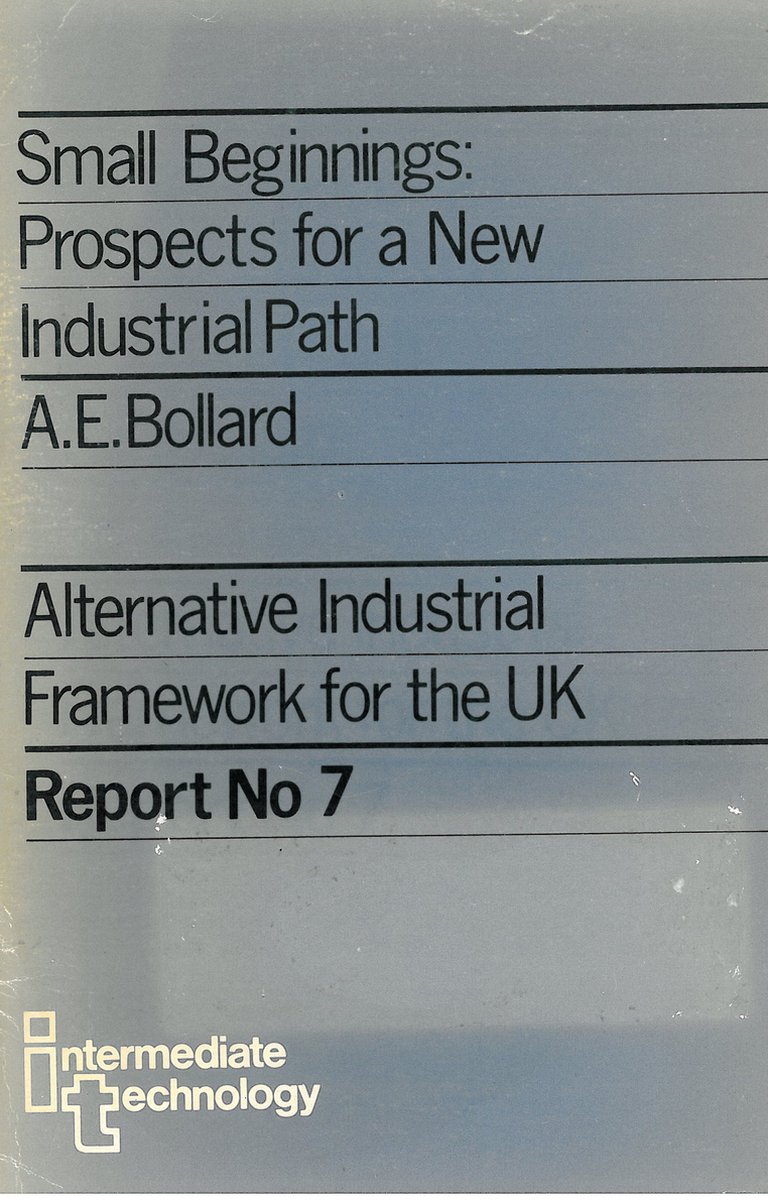 Small Beginnings:
Prospects for a New
Industrial Path
A.E.Bollard
Alternative Industrial
Framework for the UK
Report No 7
intermediate
technology